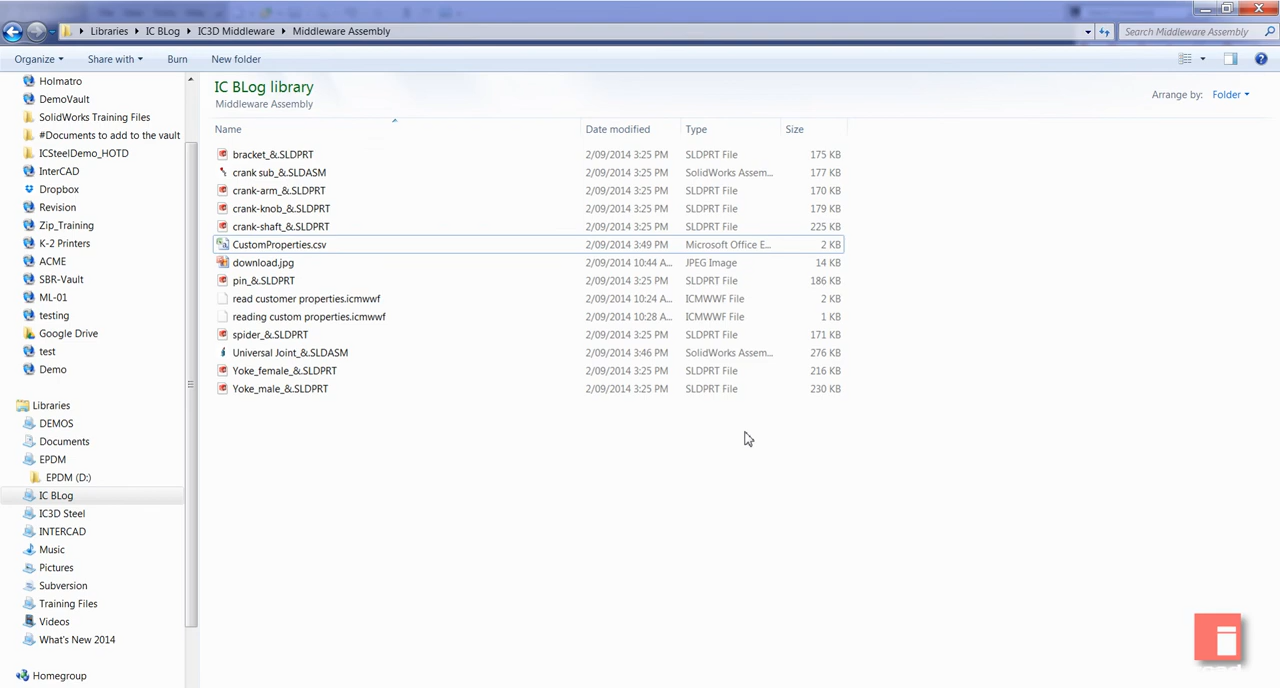 Libraries IC BLog IC3D Middleware Middleware Assembly Search Middleware Assembly
Organize Share with Burn New folder
IC BLog library
Middleware Assembly
Arrange by: Folder
Name Date modified Type Size
bracket_&.SLDPRT 2/09/2014 3:25 PM SLDPRT File 175 KB
crank sub_&.SLDASM 2/09/2014 3:25 PM SolidWorks Assem... 177 KB
crank-arm_&.SLDPRT 2/09/2014 3:25 PM SLDPRT File 170 KB
crank-knob_&.SLDPRT 2/09/2014 3:25 PM SLDPRT File 179 KB
crank-shaft_&.SLDPRT 2/09/2014 3:25 PM SLDPRT File 225 KB
CustomProperties.csv 2/09/2014 3:49 PM Microsoft Office E... 2 KB
download.jpg 2/09/2014 10:44 A... JPEG Image 14 KB
pin_&.SLDPRT 2/09/2014 3:25 PM SLDPRT File 186 KB
read customer properties.icmwwf 2/09/2014 10:24 A... ICMWWF File 2 KB
reading custom properties.icmwwf 2/09/2014 10:28 A... ICMWWF File 1 KB
spider_&.SLDPRT 2/09/2014 3:25 PM SLDPRT File 171 KB
Universal Joint_&.SLDASM 2/09/2014 3:46 PM SolidWorks Assem... 276 KB
Yoke_female_&.SLDPRT 2/09/2014 3:25 PM SLDPRT File 216 KB
Yoke_male_&.SLDPRT 2/09/2014 3:25 PM SLDPRT File 230 KB
Holmatro
DemoVault
SolidWorks Training Files
#Documents to add to the vault
ICSteelDemo_HOTD
InterCAD
Dropbox
Revision
Zip_Training
K-2 Printers
ACME
SBR-Vault
ML-01
testing
Google Drive
test
Demo
Libraries
DEMOS
Documents
EPDM
EPDM (D:)
IC BLog
IC3D Steel
INTERCAD
Music
Pictures
Subversion
Training Files
Videos
What's New 2014
Homegroup